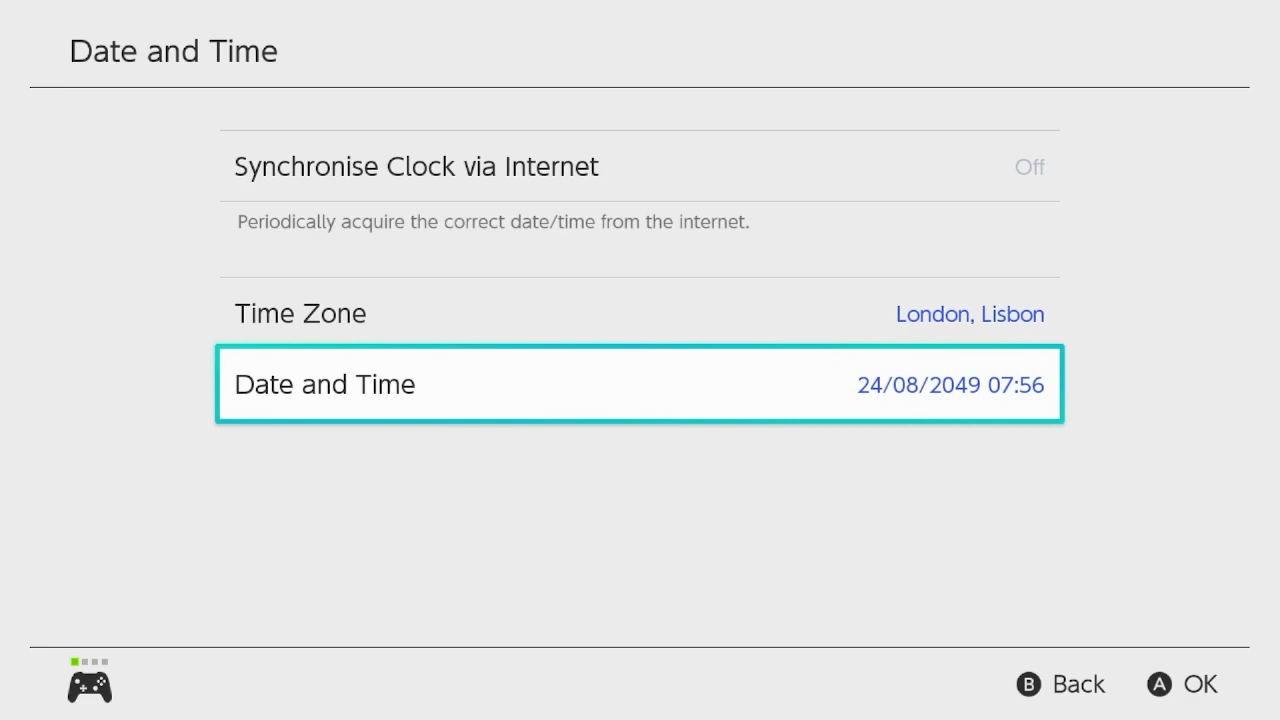 Date and Time
Synchronise Clock via Internet Off
Periodically acquire the correct date/time from the internet.
Time Zone London, Lisbon
Date and Time 24/08/2049 07:56
B Back A OK